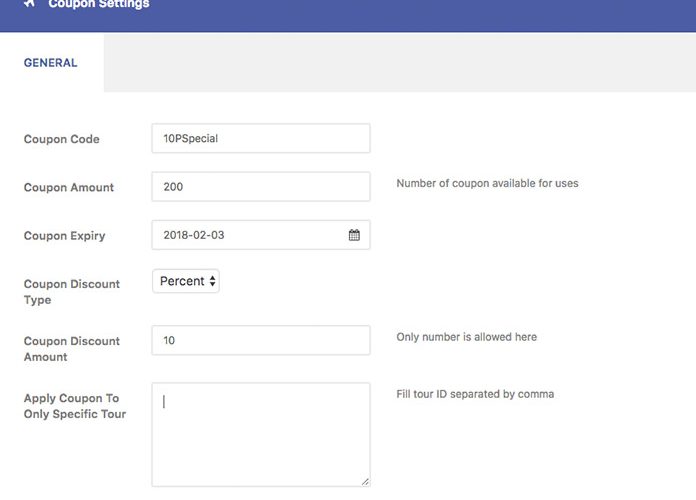 Coupon Settings
GENERAL
Coupon Code
10PSpecial
Coupon Amount
200
Number of coupon available for uses
Coupon Expiry
2018-02-03
Coupon Discount
Type
Percent
Coupon Discount
Amount
10
Only number is allowed here
Apply Coupon To
Only Specific Tour
Fill tour ID separated by comma